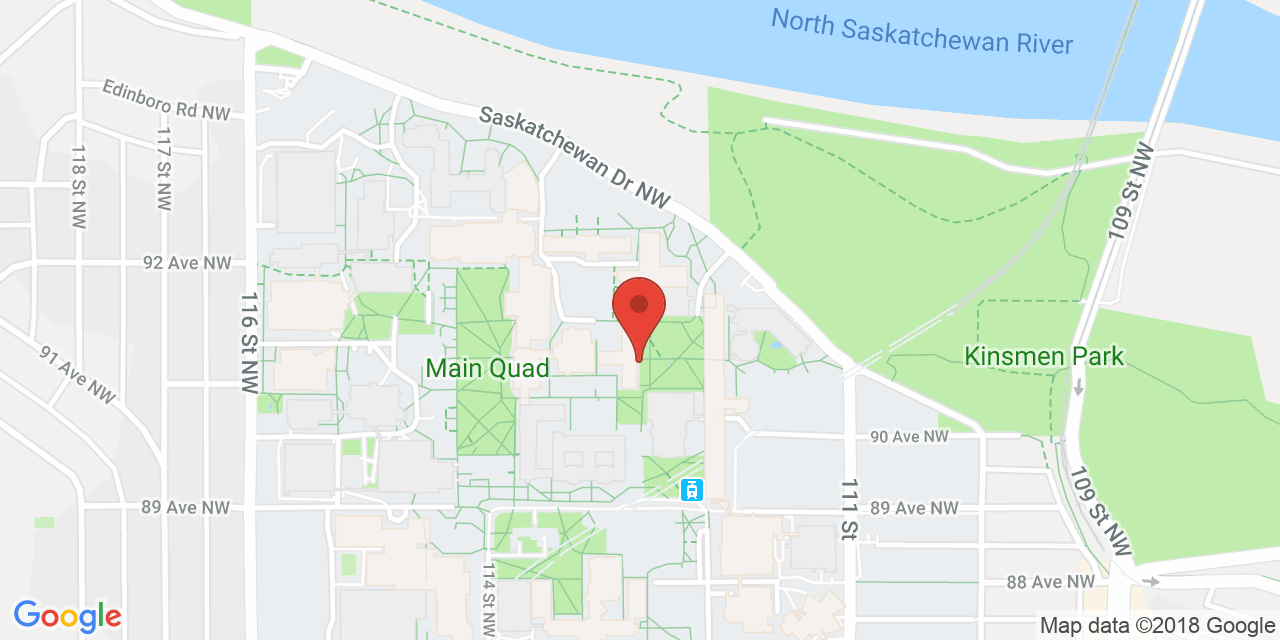 North Saskatchewan River
Edinboro Rd NW
Saskatchewan Dr NW
117 St NW
118 St NW
109 St NW
92 Ave NW
116 St NW
91 Ave NW
Main Quad
Kinsmen Park
90 Ave NW
89 Ave NW
111 St
89 Ave NW
109 St NW
114 St NW
88 Ave NW
Google
Map data ©2018 Google